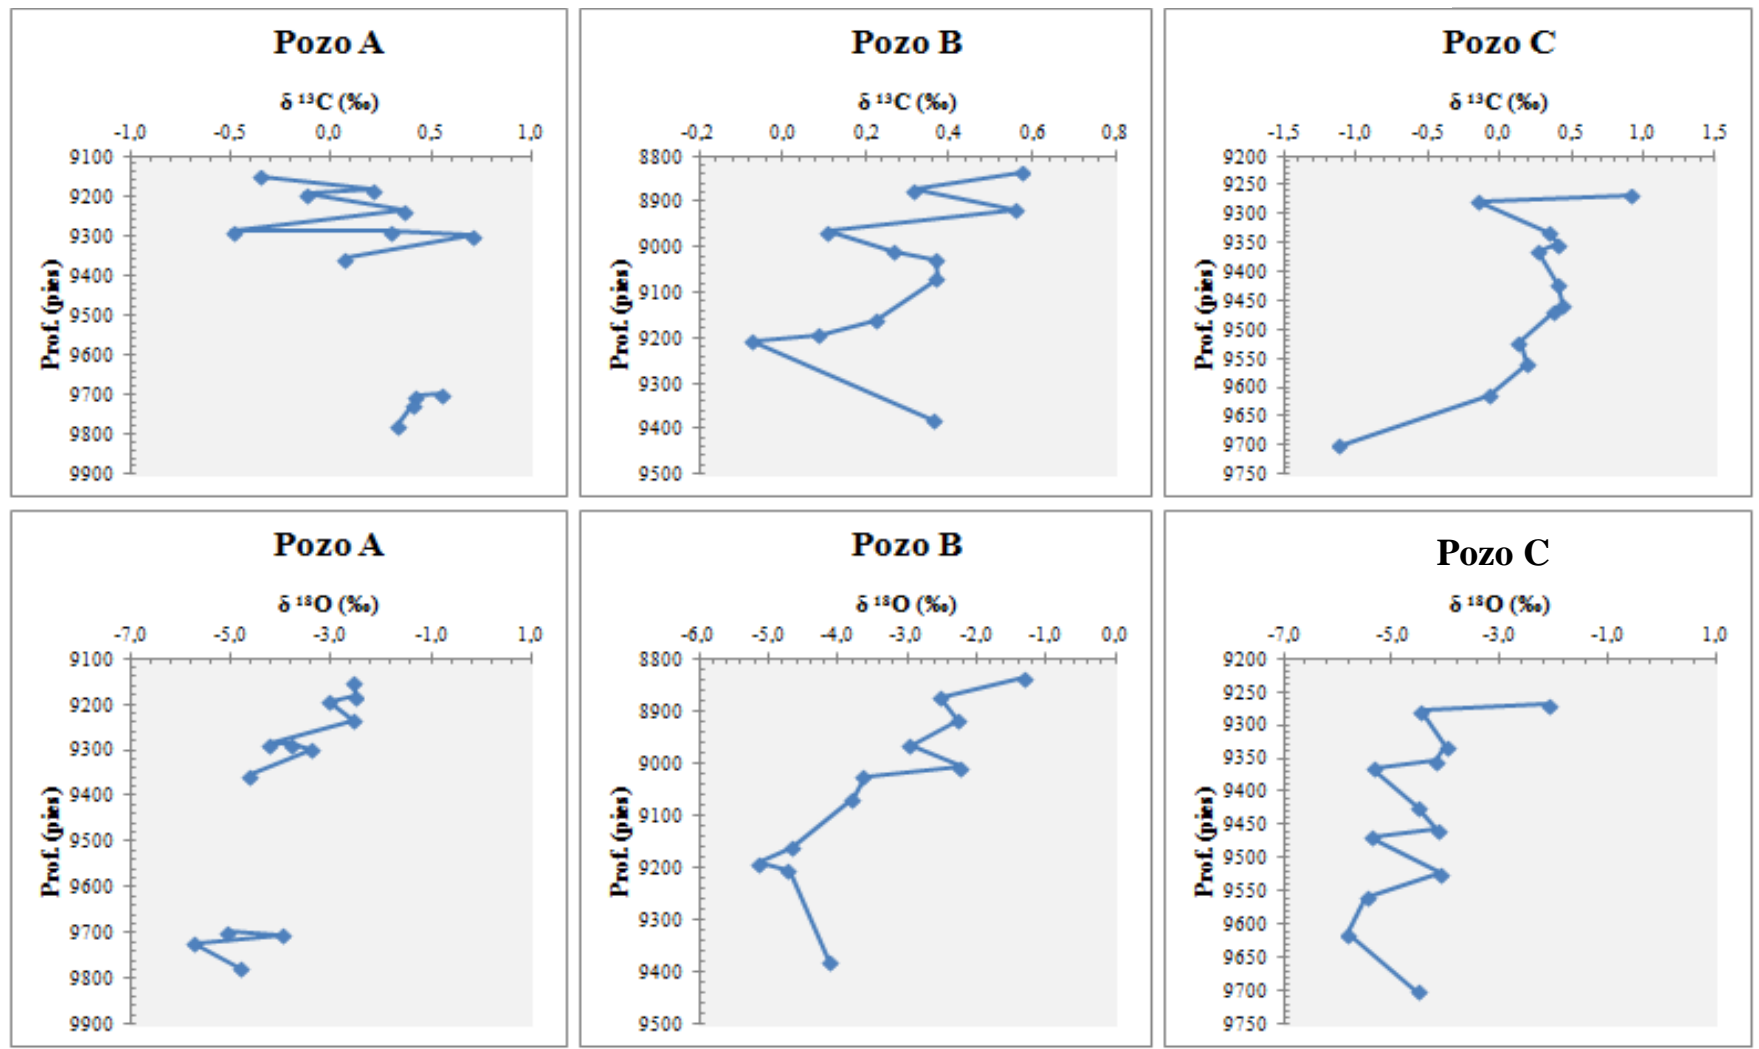 Pozo A
δ ¹³C (‰)
-1,0 -0,5 0,0 0,5 1,0
Prof. (pies)
9100
9200
9300
9400
9500
9600
9700
9800
9900
Pozo B
δ ¹³C (‰)
-0,2 0,0 0,2 0,4 0,6 0,8
Prof. (pies)
8800
8900
9000
9100
9200
9300
9400
9500
Pozo C
δ ¹³C (‰)
-1,5 -1,0 -0,5 0,0 0,5 1,0 1,5
Prof. (pies)
9200
9250
9300
9350
9400
9450
9500
9550
9600
9650
9700
9750
Pozo A
δ ¹⁸O (‰)
-7,0 -5,0 -3,0 -1,0 1,0
Prof. (pies)
9100
9200
9300
9400
9500
9600
9700
9800
9900
Pozo B
δ ¹⁸O (‰)
-6,0 -5,0 -4,0 -3,0 -2,0 -1,0 0,0
Prof. (pies)
8800
8900
9000
9100
9200
9300
9400
9500
Pozo C
δ ¹⁸O (‰)
-7,0 -5,0 -3,0 -1,0 1,0
Prof. (pies)
9200
9250
9300
9350
9400
9450
9500
9550
9600
9650
9700
9750